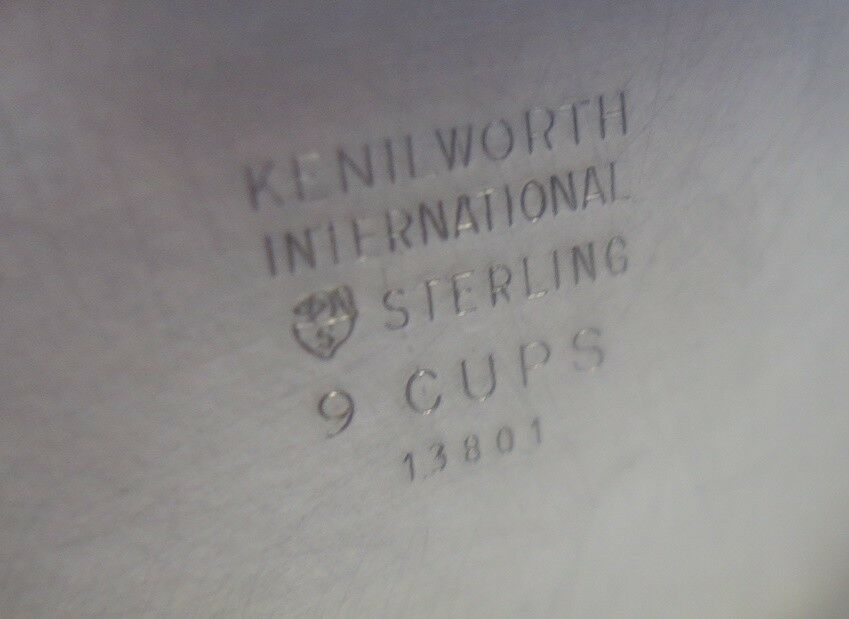 KENILWORTH
INTERNATIONAL
STERLING
9 CUPS
13801